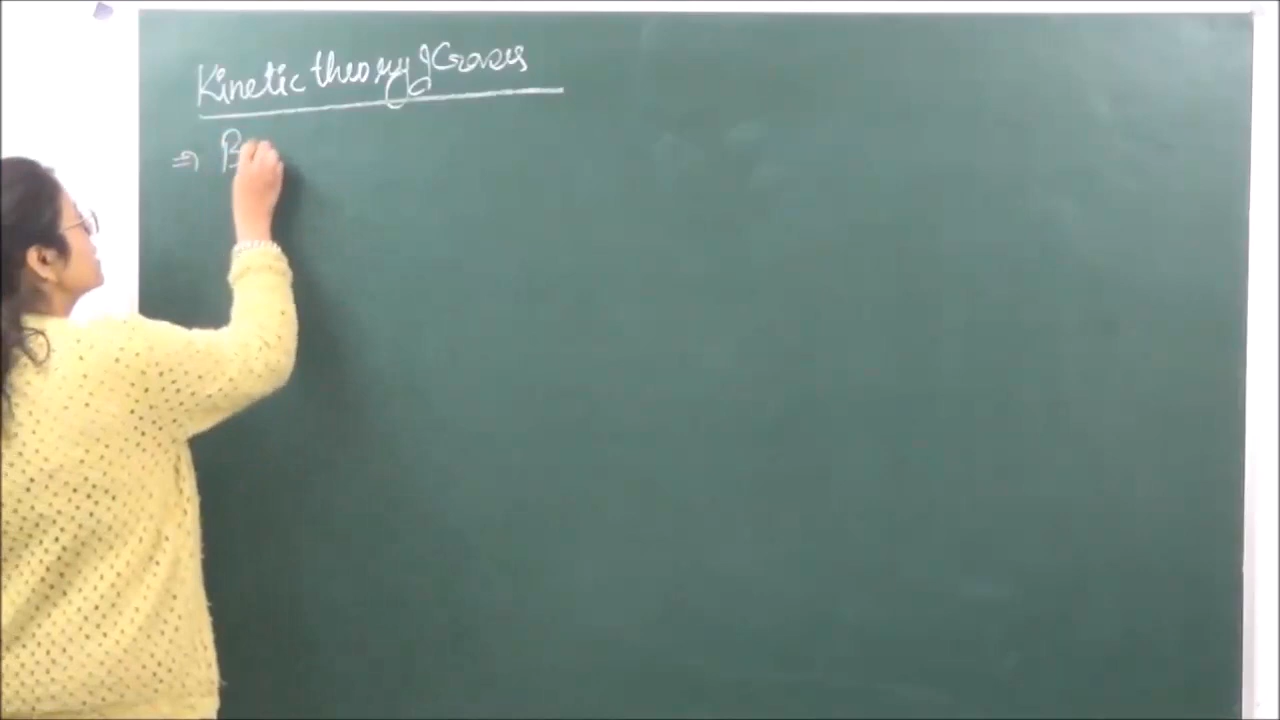 Kinetic theory of Gases
⇒ B